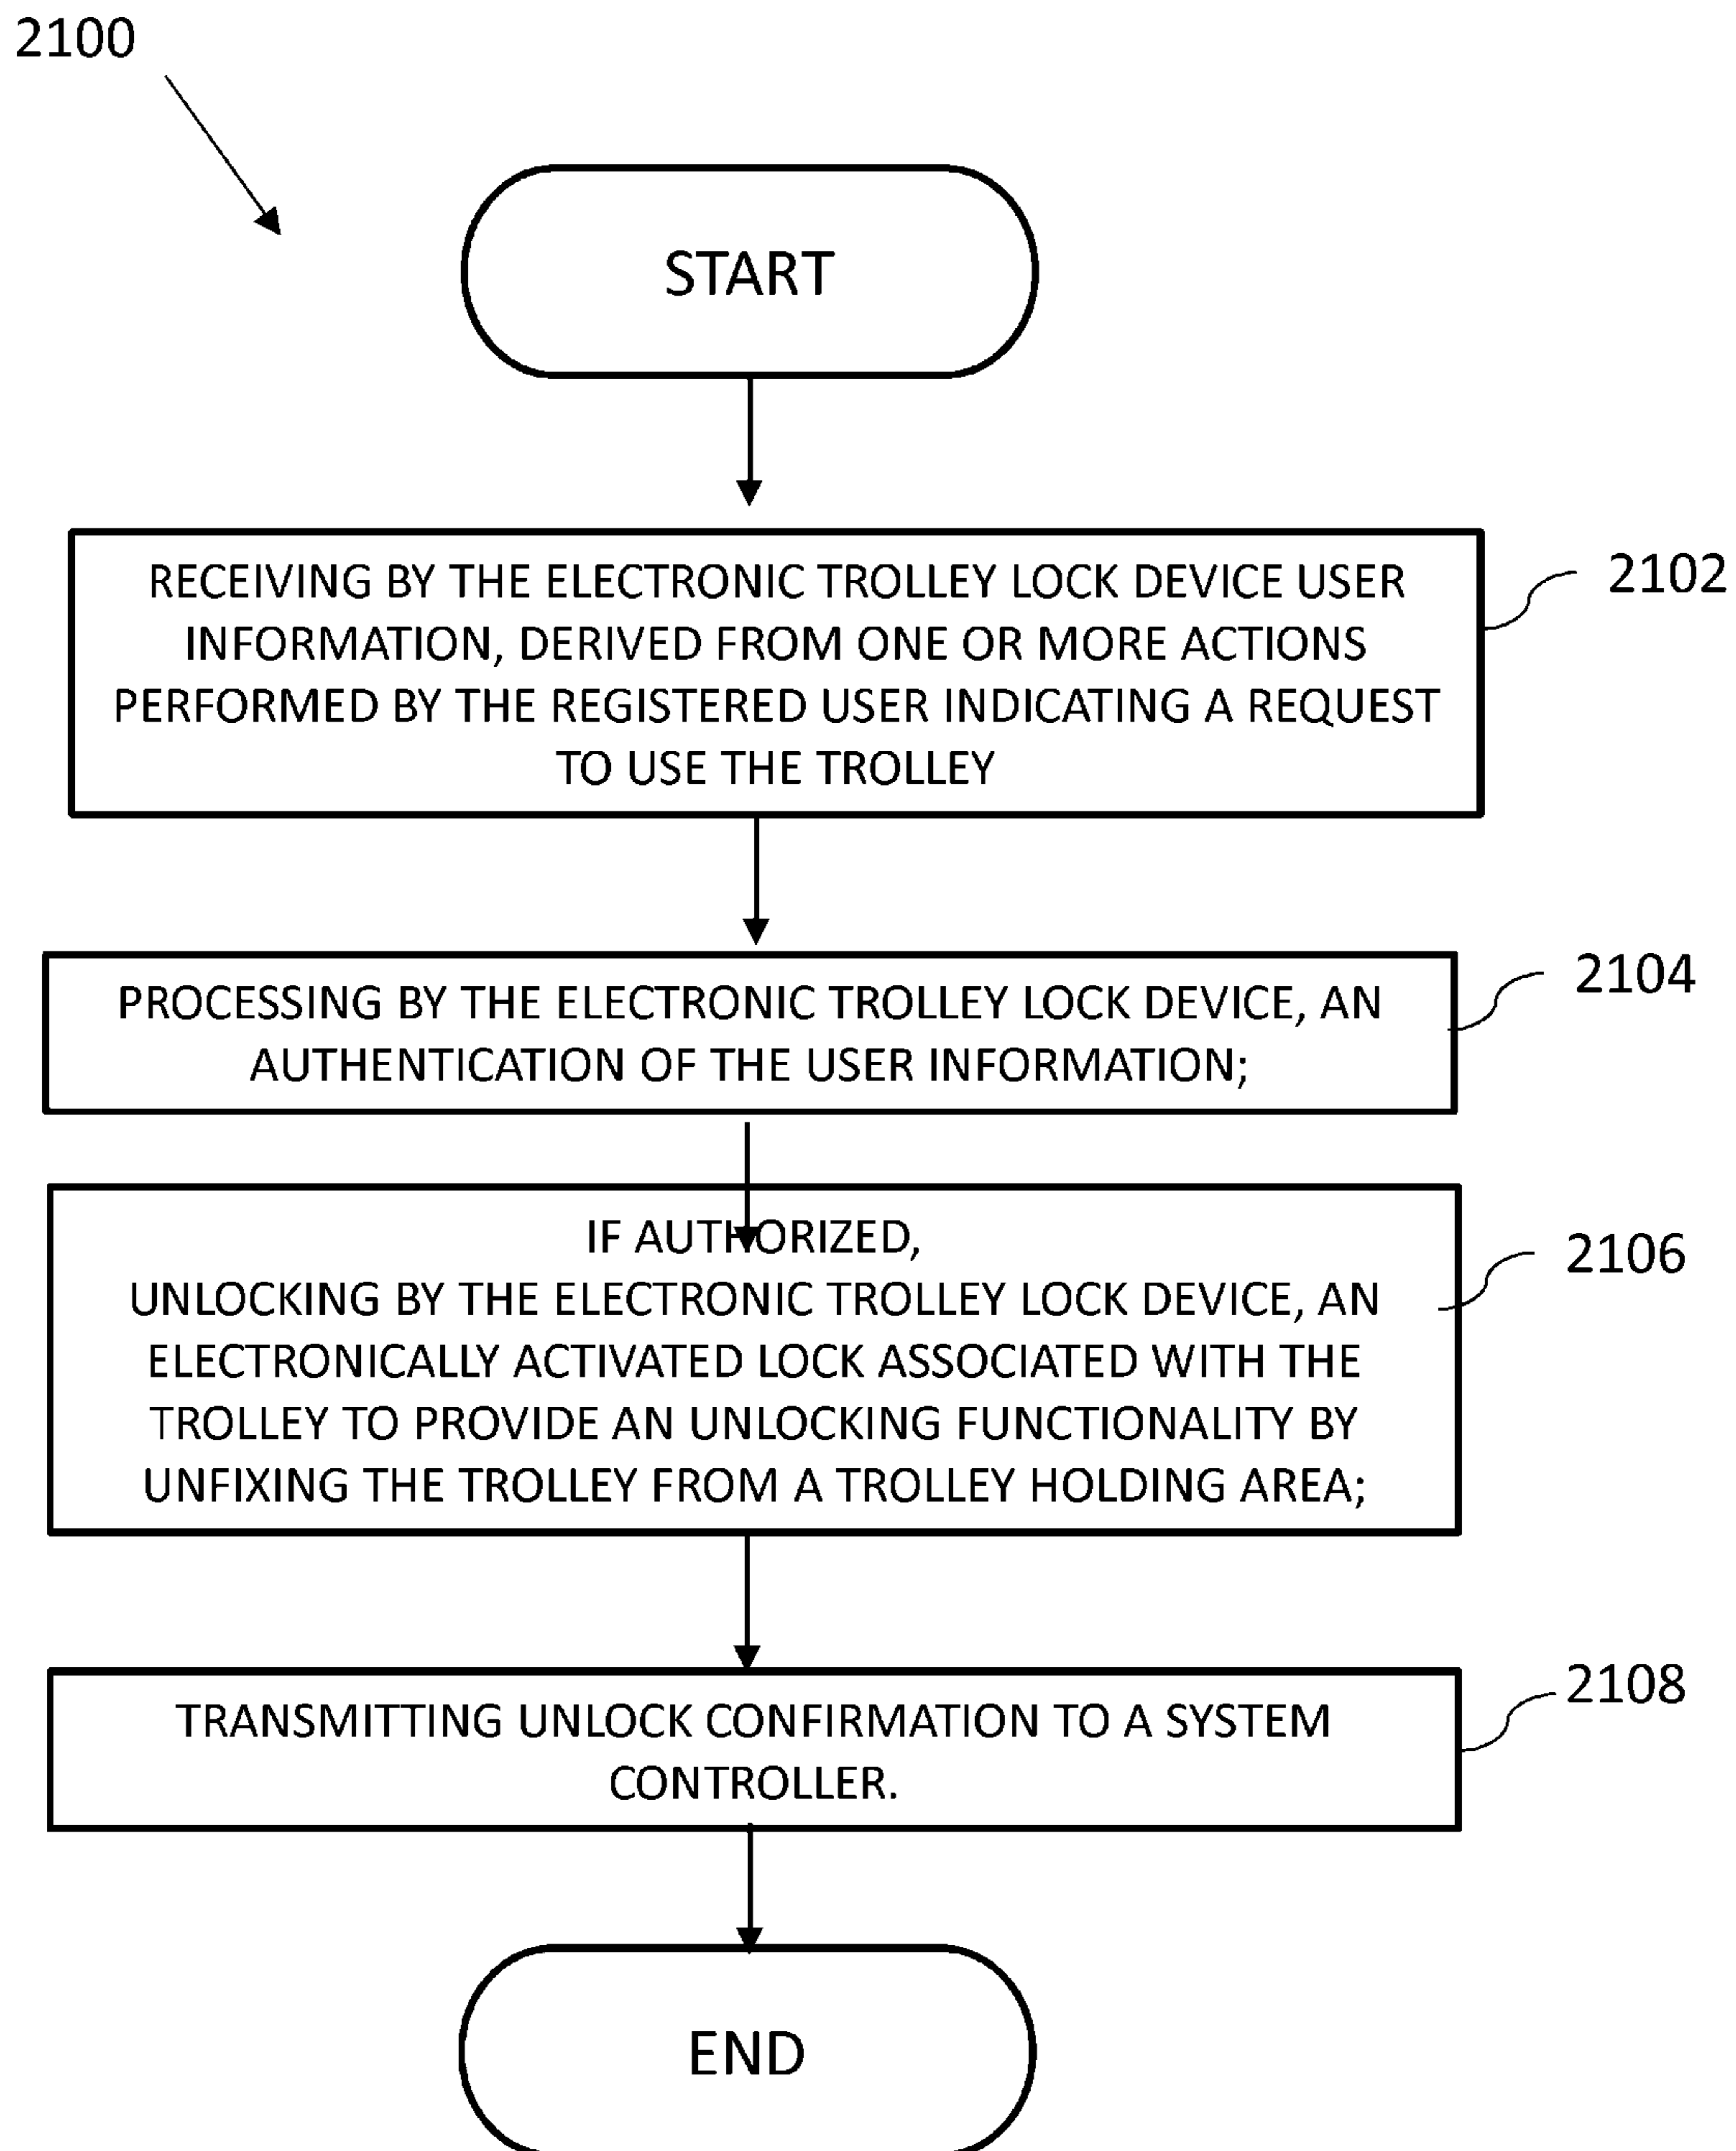 2100
START
RECEIVING BY THE ELECTRONIC TROLLEY LOCK DEVICE USER
INFORMATION, DERIVED FROM ONE OR MORE ACTIONS
PERFORMED BY THE REGISTERED USER INDICATING A REQUEST
TO USE THE TROLLEY
2102
PROCESSING BY THE ELECTRONIC TROLLEY LOCK DEVICE, AN
AUTHENTICATION OF THE USER INFORMATION;
2104
IF AUTHORIZED,
UNLOCKING BY THE ELECTRONIC TROLLEY LOCK DEVICE, AN
ELECTRONICALLY ACTIVATED LOCK ASSOCIATED WITH THE
TROLLEY TO PROVIDE AN UNLOCKING FUNCTIONALITY BY
UNFIXING THE TROLLEY FROM A TROLLEY HOLDING AREA;
2106
TRANSMITTING UNLOCK CONFIRMATION TO A SYSTEM
CONTROLLER.
2108
END